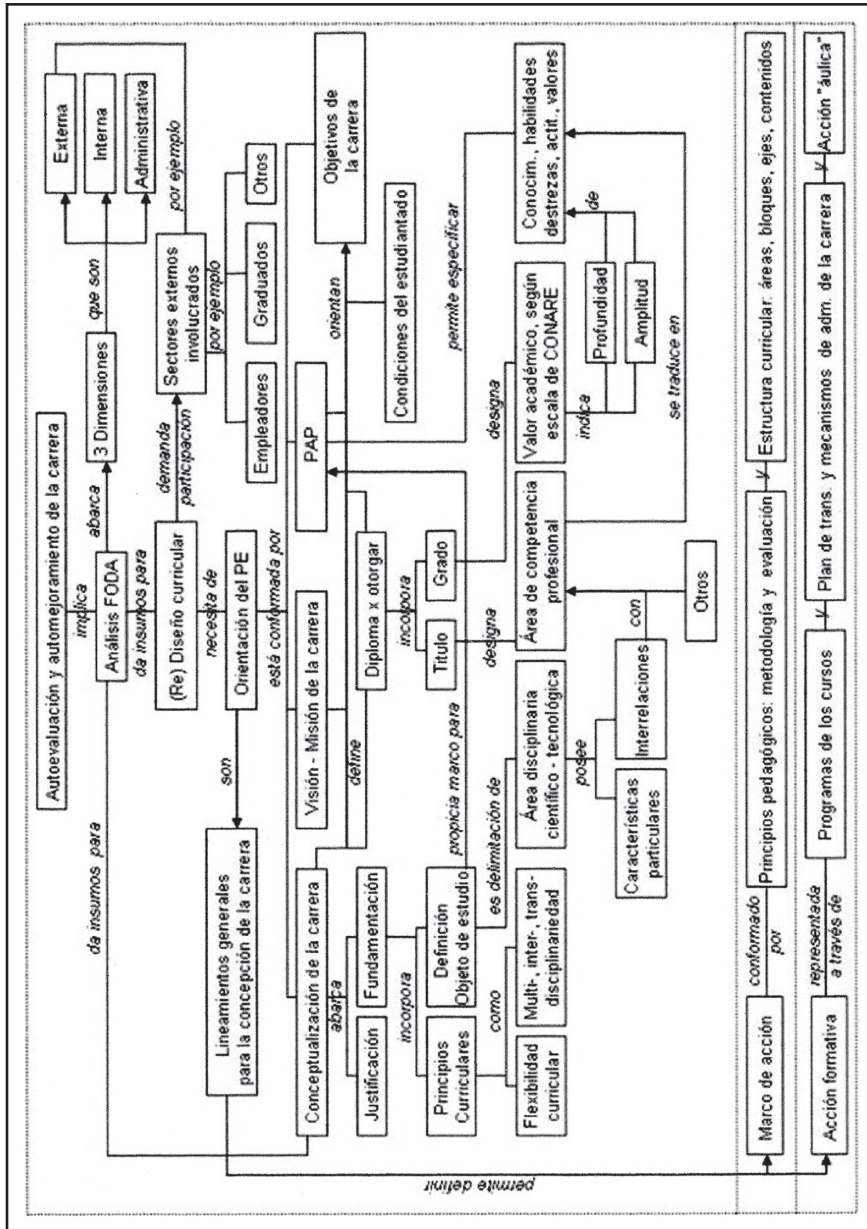 Autoevaluación y automejoramiento de la carrera
implica
Análisis FODA
abarca
3 Dimensiones
que son
Externa
Interna
Administrativa
por ejemplo
da insumos para
da insumos para
(Re) Diseño curricular
demanda
participación
Sectores externos
involucrados
por ejemplo
Empleadores
Graduados
Otros
necesita de
Orientación del PE
son
Lineamientos generales
para la concepción de la carrera
está conformada por
Conceptualización de la carrera
Visión - Misión de la carrera
PAP
Objetivos de
la carrera
orientan
Condiciones del estudiantado
abarca
define
Justificación
Fundamentación
Diploma x otorgar
incorpora
incorpora
Principios
Curriculares
Definición
Objeto de estudio
propicia marco para
Titulo
Grado
permite especificar
como
es delimitación de
designa
designa
Flexibilidad
curricular
Multi-, inter-, trans-
disciplinariedad
Área disciplinaria
científico - tecnológica
Área de competencia
profesional
Valor académico, según
escala de CONARE
Conocim., habilidades
destrezas, actit., valores
posee
indica
de
Características
particulares
Interrelaciones
con
Otros
Profundidad
Amplitud
se traduce en
permite definir
Marco de acción
conformado
por
Principios pedagógicos: metodología y evaluación
y
Estructura curricular: áreas, bloques, ejes, contenidos
Acción formativa
representada
a través de
Programas de los cursos
y
Plan de trans. y mecanismos de adm. de la carrera
y
Acción "áulica"